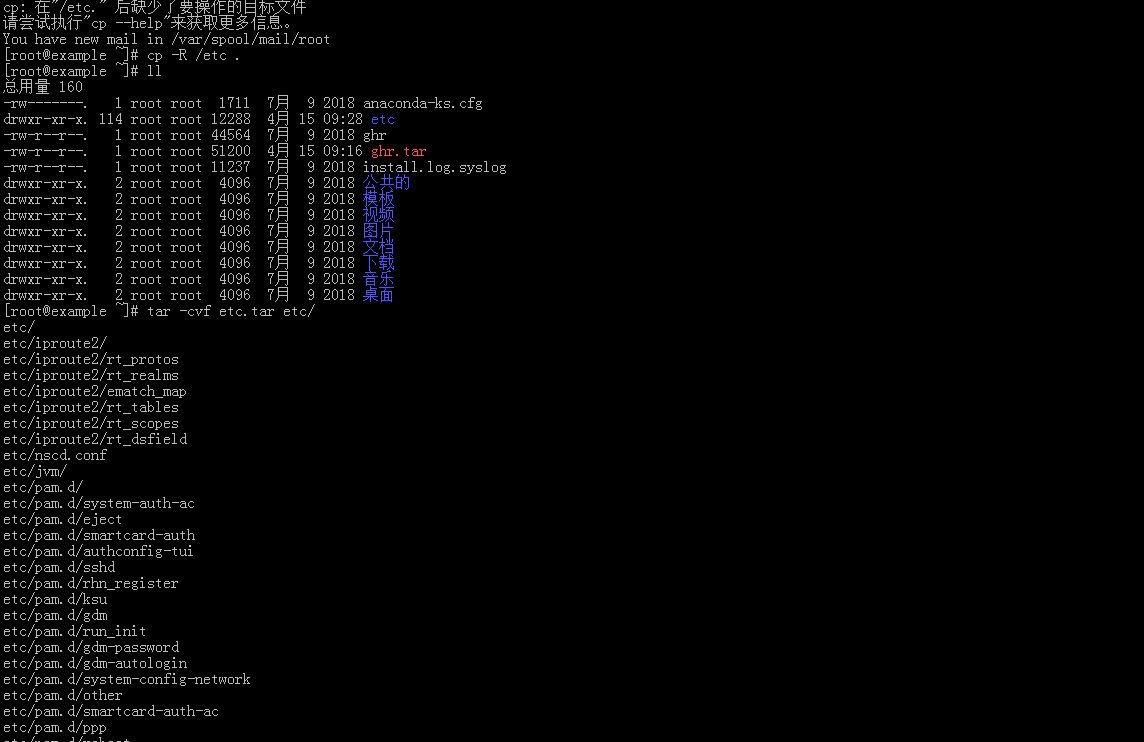 cp: 在"/etc." 后缺少了要操作的目标文件
请尝试执行"cp --help"来获取更多信息。
You have new mail in /var/spool/mail/root
[root@example ~]# cp -R /etc .
[root@example ~]# ll
总用量 160
-rw-------.   1 root root  1711  7月   9 2018 anaconda-ks.cfg
drwxr-xr-x. 114 root root 12288  4月  15 09:28 etc
-rw-r--r--.   1 root root 44564  7月   9 2018 ghr
-rw-r--r--.   1 root root 51200  4月  15 09:16 ghr.tar
-rw-r--r--.   1 root root 11237  7月   9 2018 install.log.syslog
drwxr-xr-x.   2 root root  4096  7月   9 2018 公共的
drwxr-xr-x.   2 root root  4096  7月   9 2018 模板
drwxr-xr-x.   2 root root  4096  7月   9 2018 视频
drwxr-xr-x.   2 root root  4096  7月   9 2018 图片
drwxr-xr-x.   2 root root  4096  7月   9 2018 文档
drwxr-xr-x.   2 root root  4096  7月   9 2018 下载
drwxr-xr-x.   2 root root  4096  7月   9 2018 音乐
drwxr-xr-x.   2 root root  4096  7月   9 2018 桌面
[root@example ~]# tar -cvf etc.tar etc/
etc/
etc/iproute2/
etc/iproute2/rt_protos
etc/iproute2/rt_realms
etc/iproute2/ematch_map
etc/iproute2/rt_tables
etc/iproute2/rt_scopes
etc/iproute2/rt_dsfield
etc/nscd.conf
etc/jvm/
etc/pam.d/
etc/pam.d/system-auth-ac
etc/pam.d/eject
etc/pam.d/smartcard-auth
etc/pam.d/authconfig-tui
etc/pam.d/sshd
etc/pam.d/rhn_register
etc/pam.d/ksu
etc/pam.d/gdm
etc/pam.d/run_init
etc/pam.d/gdm-password
etc/pam.d/gdm-autologin
etc/pam.d/system-config-network
etc/pam.d/other
etc/pam.d/smartcard-auth-ac
etc/pam.d/ppp